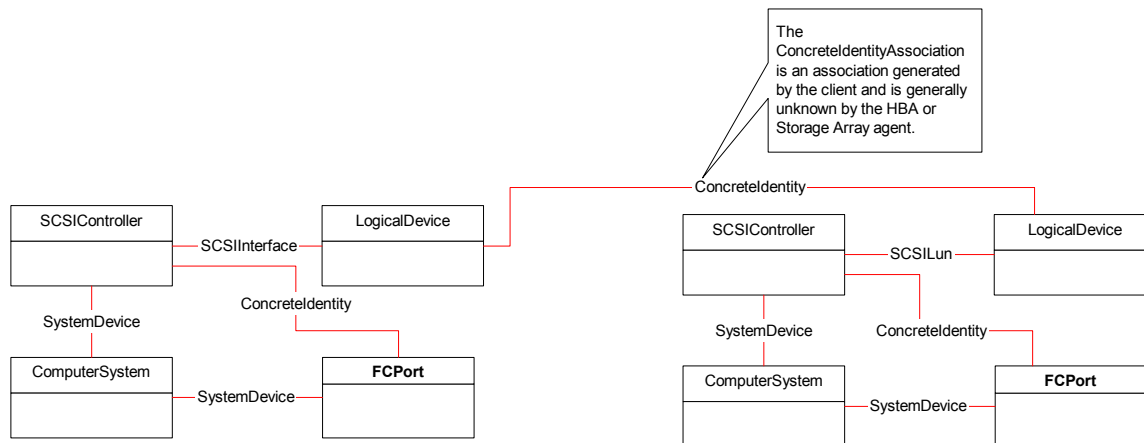 The
ConcreteIdentityAssociation
is an association generated
by the client and is generally
unknown by the HBA or
Storage Array agent.
ConcreteIdentity
SCSIController
LogicalDevice
SCSIInterface
ConcreteIdentity
SystemDevice
ComputerSystem
FCPort
SystemDevice
SCSIController
LogicalDevice
SCSILun
SystemDevice
ConcreteIdentity
ComputerSystem
FCPort
SystemDevice